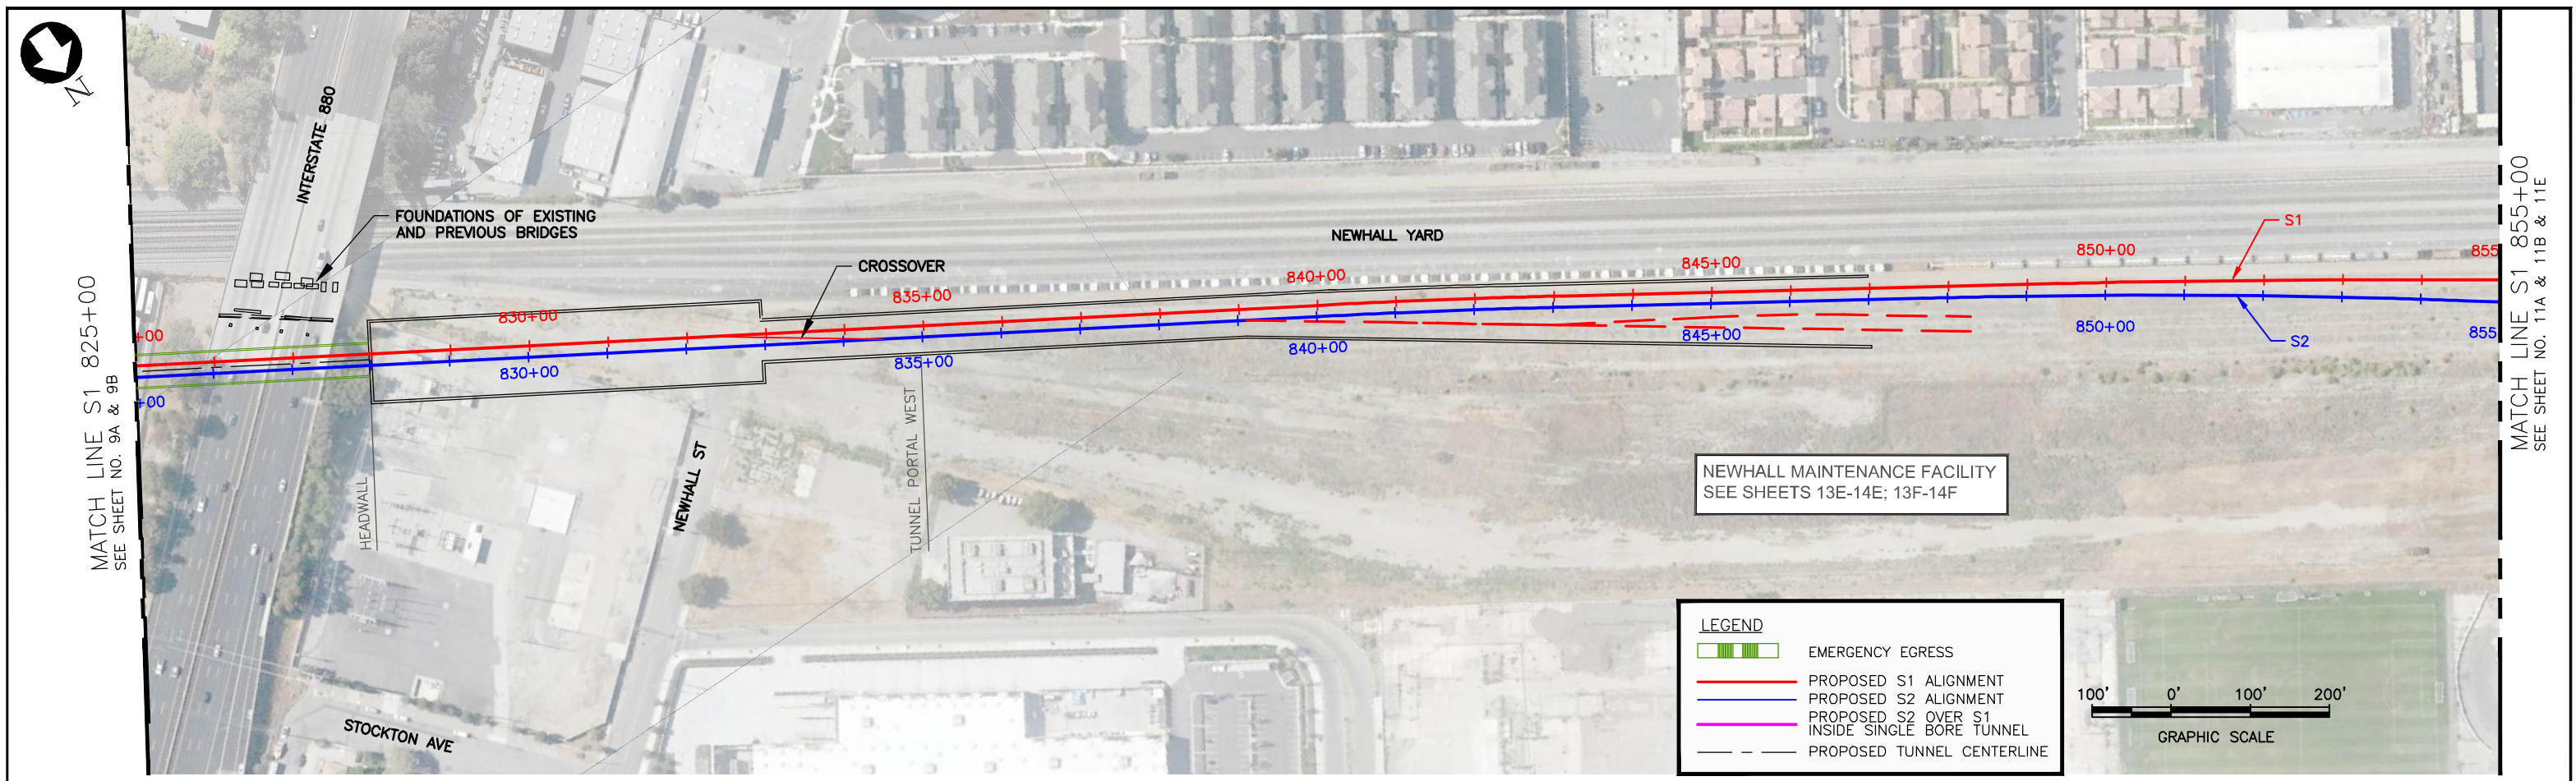 N
INTERSTATE 880
FOUNDATIONS OF EXISTING
AND PREVIOUS BRIDGES
CROSSOVER
NEWHALL YARD
S1
S2
+00
830+00
835+00
840+00
845+00
850+00
855
+00
830+00
835+00
840+00
845+00
850+00
855
MATCH LINE S1 825+00
SEE SHEET NO. 9A & 9B
MATCH LINE S1 855+00
SEE SHEET NO. 11A & 11B & 11E
HEADWALL
NEWHALL ST
TUNNEL PORTAL WEST
STOCKTON AVE
NEWHALL MAINTENANCE FACILITY
SEE SHEETS 13E-14E; 13F-14F
LEGEND
EMERGENCY EGRESS
PROPOSED S1 ALIGNMENT
PROPOSED S2 ALIGNMENT
PROPOSED S2 OVER S1
INSIDE SINGLE BORE TUNNEL
PROPOSED TUNNEL CENTERLINE
100' 0' 100' 200'
GRAPHIC SCALE